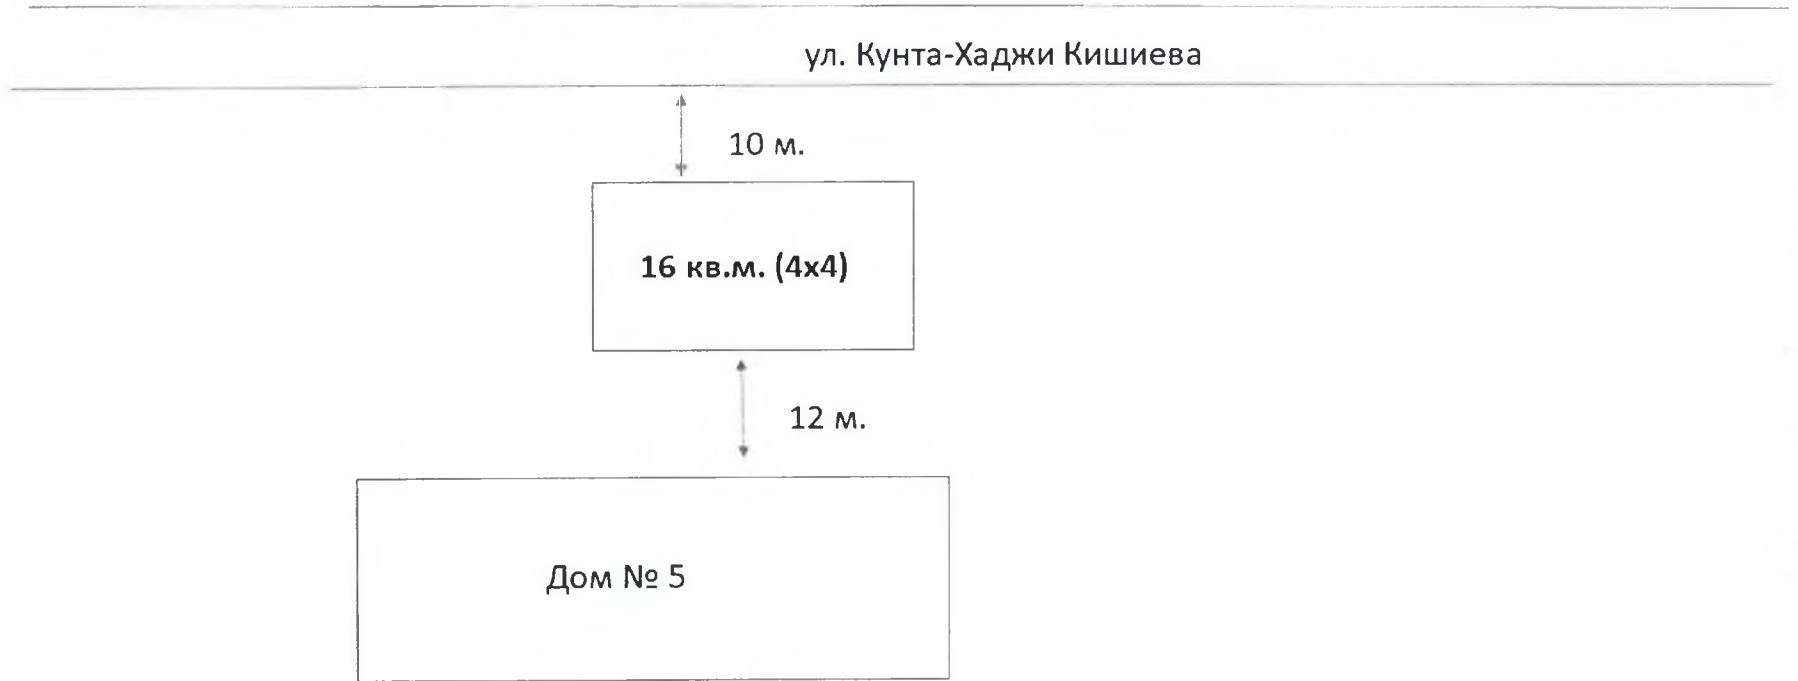 ул. Кунта-Хаджи Кишиева
10 м.
16 кв.м. (4х4)
12 м.
Дом № 5